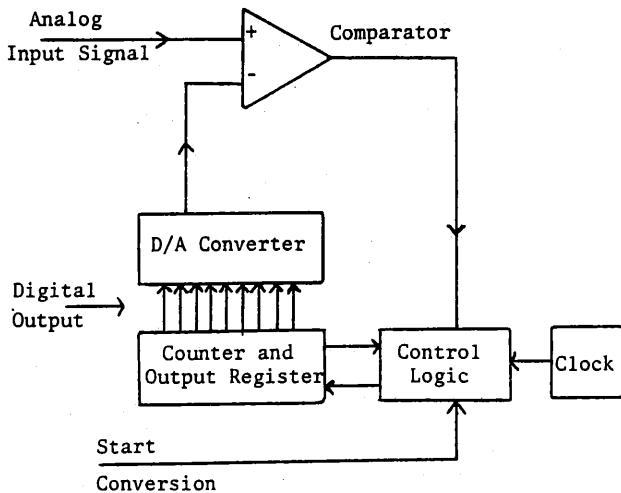 Analog
Input Signal
+
-
Comparator
D/A Converter
Digital
Output
Counter and
Output Register
Control
Logic
Clock
Start
Conversion